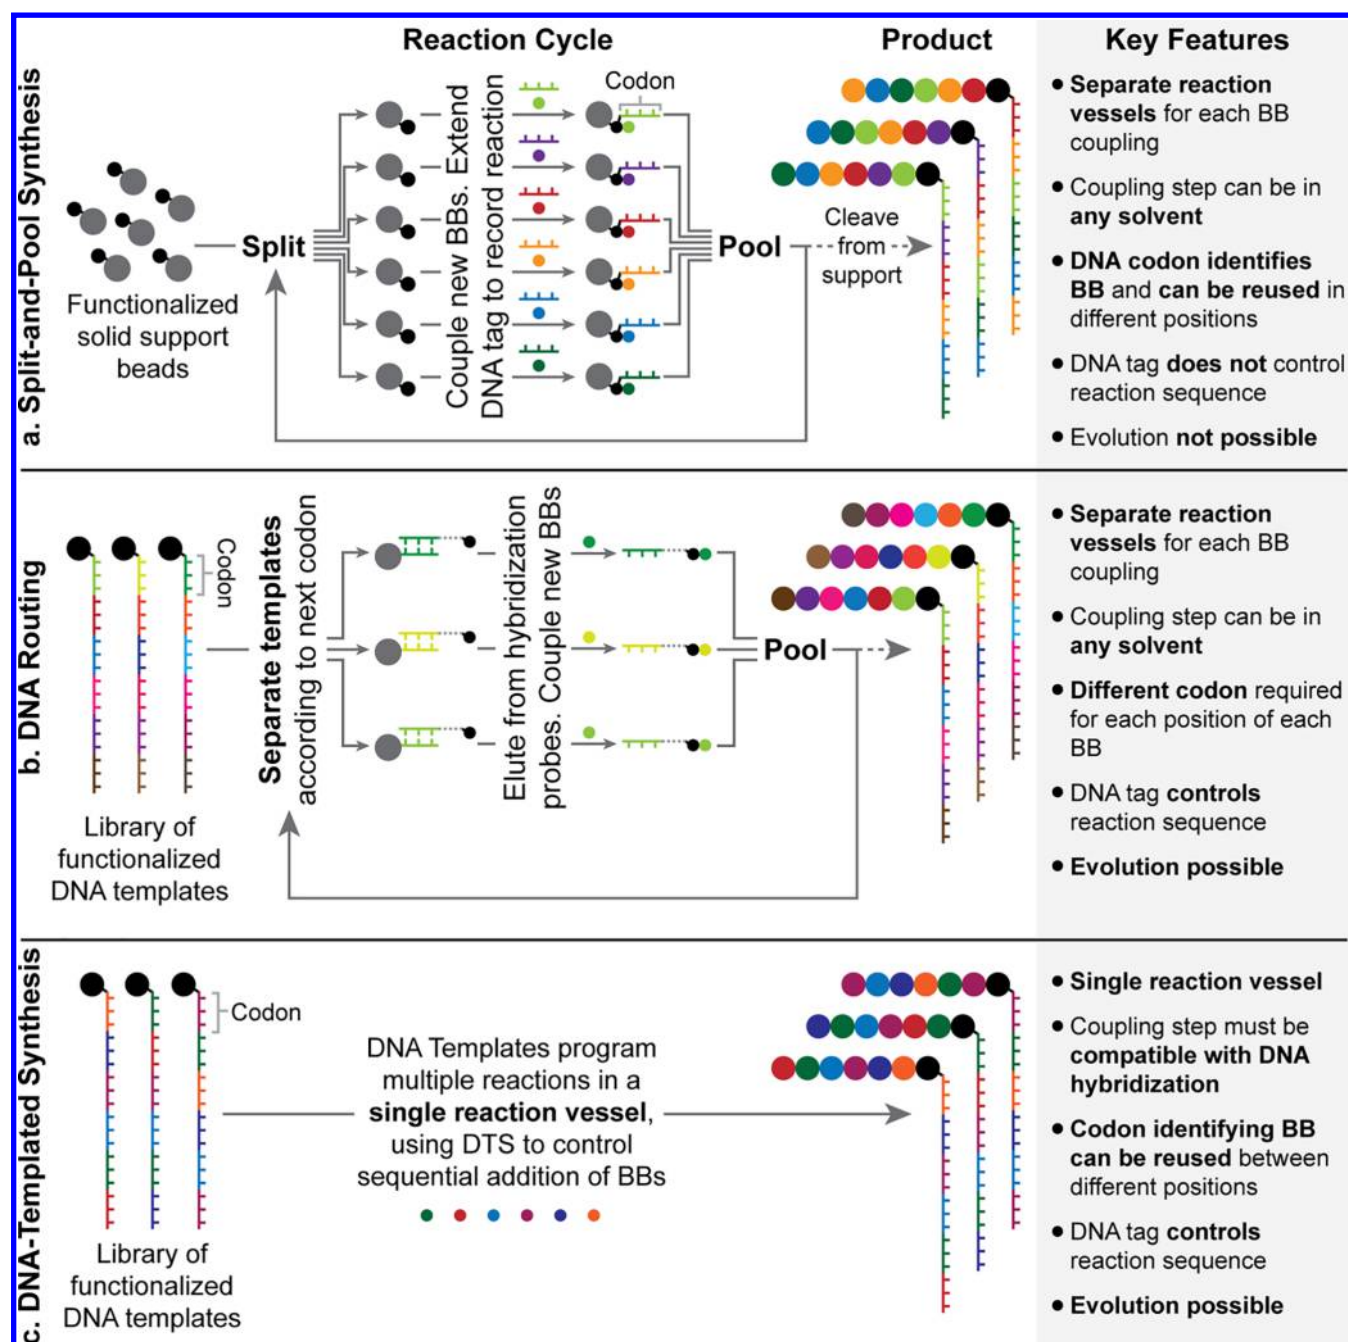 Reaction Cycle
Product
Key Features
a. Split-and-Pool Synthesis
Functionalized
solid support
beads
Split
Couple new BBs. Extend
DNA tag to record reaction
Codon
Pool
Cleave
from
support
• Separate reaction
vessels for each BB
coupling
• Coupling step can be in
any solvent
• DNA codon identifies
BB and can be reused in
different positions
• DNA tag does not control
reaction sequence
• Evolution not possible
b. DNA Routing
Codon
Library of
functionalized
DNA templates
Separate templates
according to next codon
Elute from hybridization
probes. Couple new BBs
Pool
• Separate reaction
vessels for each BB
coupling
• Coupling step can be in
any solvent
• Different codon required
for each position of each
BB
• DNA tag controls
reaction sequence
• Evolution possible
c. DNA-Templated Synthesis
Codon
Library of
functionalized
DNA templates
DNA Templates program
multiple reactions in a
single reaction vessel,
using DTS to control
sequential addition of BBs
• Single reaction vessel
• Coupling step must be
compatible with DNA
hybridization
• Codon identifying BB
can be reused between
different positions
• DNA tag controls
reaction sequence
• Evolution possible